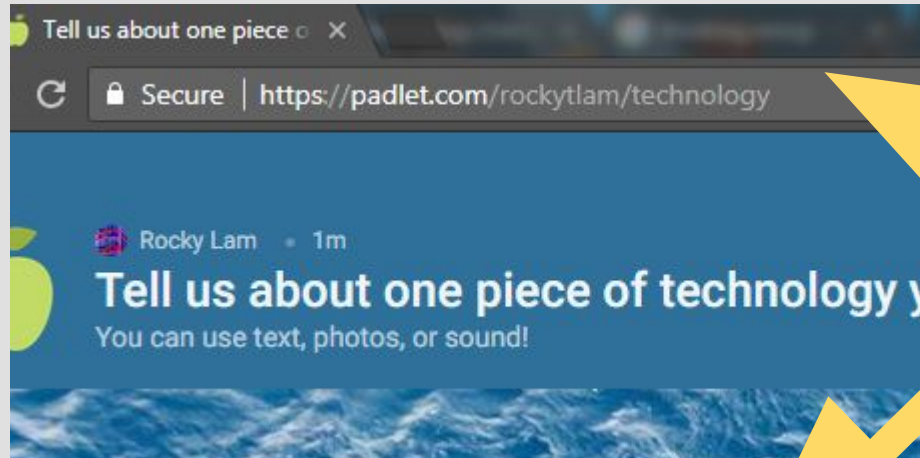 Tell us about one piece o
Secure | https://padlet.com/rockytlam/technology
Rocky Lam • 1m
Tell us about one piece of technology y
You can use text, photos, or sound!